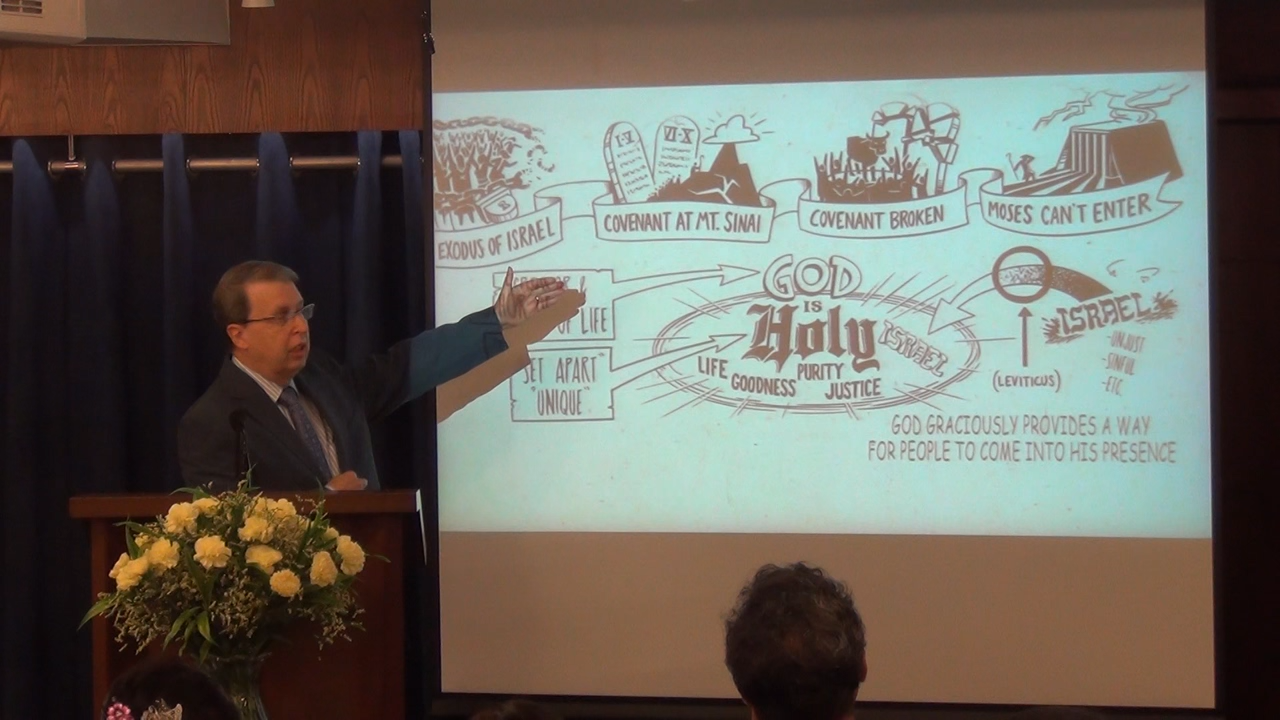 EXODUS OF ISRAEL
I-V
VI-X
COVENANT AT MT. SINAI
COVENANT BROKEN
MOSES CAN'T ENTER
OF LIFE
SET APART
"UNIQUE"
GOD
IS
Holy
ISRAEL
LIFE
GOODNESS
PURITY
JUSTICE
(LEVITICUS)
ISRAEL
-UNJUST
-SINFUL
-ETC
GOD GRACIOUSLY PROVIDES A WAY
FOR PEOPLE TO COME INTO HIS PRESENCE